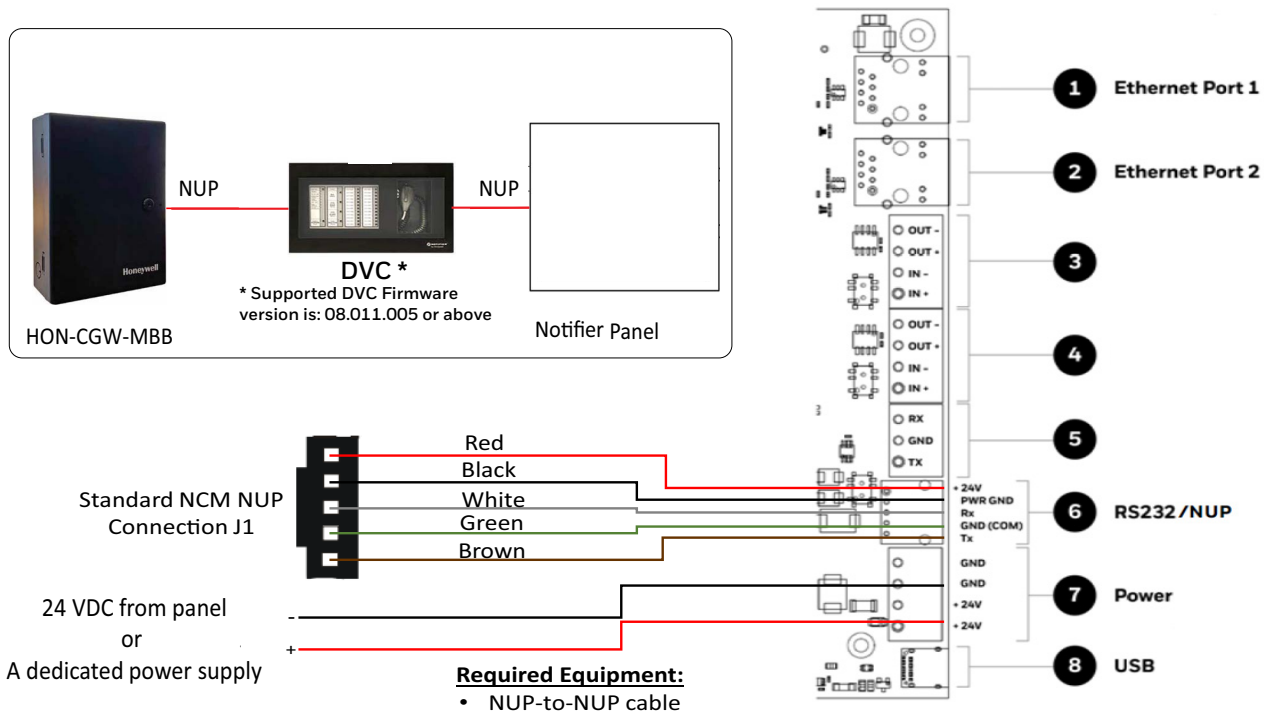 NUP
NUP
Honeywell
HON-CGW-MBB
DVC *
* Supported DVC Firmware
version is: 08.011.005 or above
Notifier Panel
1 Ethernet Port 1
2 Ethernet Port 2
OUT -
OUT +
IN -
IN +
3
OUT -
OUT +
IN -
IN +
4
RX
GND
TX
5
Standard NCM NUP
Connection J1
Red
Black
White
Green
Brown
+ 24V
PWR GND
Rx
GND (COM)
Tx
6 RS232/NUP
24 VDC from panel
or
A dedicated power supply
-
+
GND
GND
+ 24V
+ 24V
7 Power
8 USB
Required Equipment:
• NUP-to-NUP cable